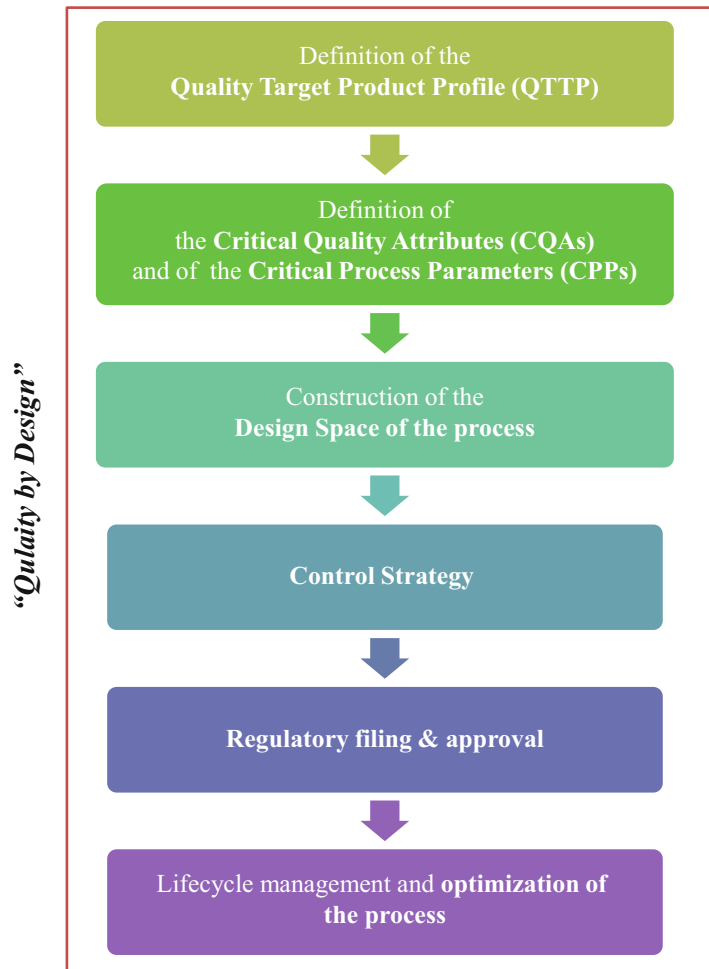 “Qulaity by Design”
Definition of the
Quality Target Product Profile (QTTP)
Definition of
the Critical Quality Attributes (CQAs)
and of the Critical Process Parameters (CPPs)
Construction of the
Design Space of the process
Control Strategy
Regulatory filing & approval
Lifecycle management and optimization of
the process